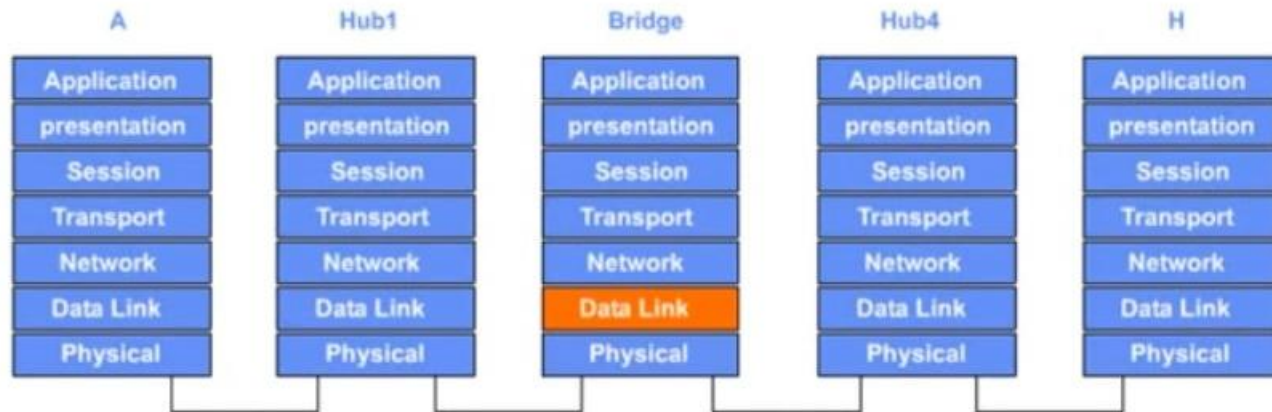 A Hub1 Bridge Hub4 H
Application Application Application Application Application
presentation presentation presentation presentation presentation
Session Session Session Session Session
Transport Transport Transport Transport Transport
Network Network Network Network Network
Data Link Data Link Data Link Data Link Data Link
Physical Physical Physical Physical Physical